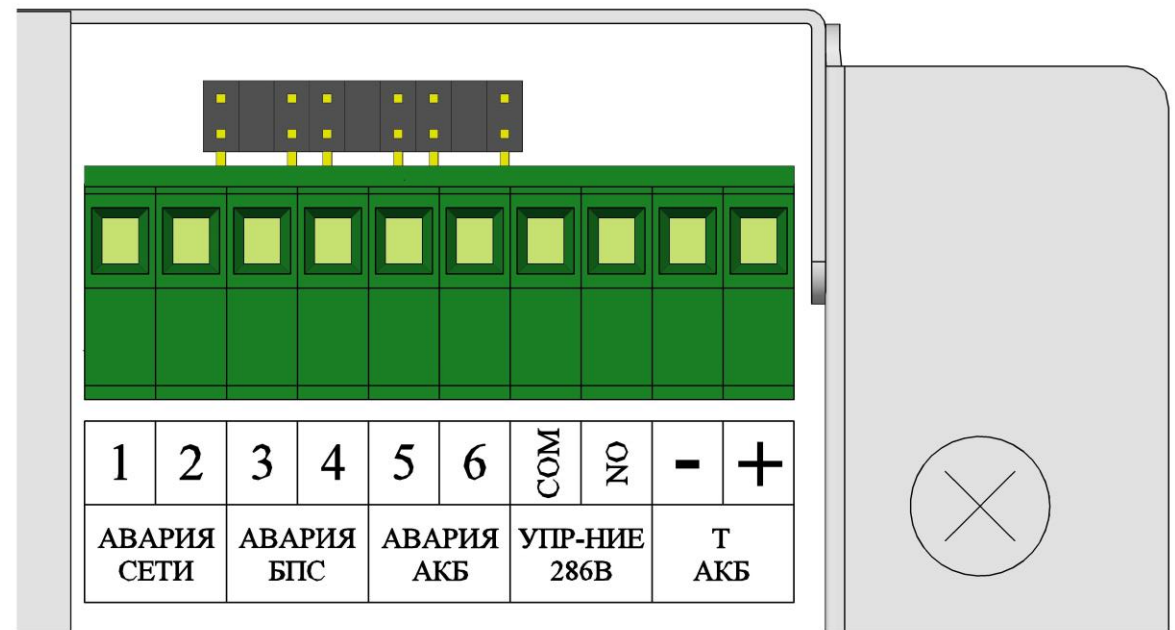 1 2 3 4 5 6 COM NO - +
АВАРИЯ АВАРИЯ АВАРИЯ УПР-НИЕ Т
СЕТИ БПС АКБ 286В АКБ